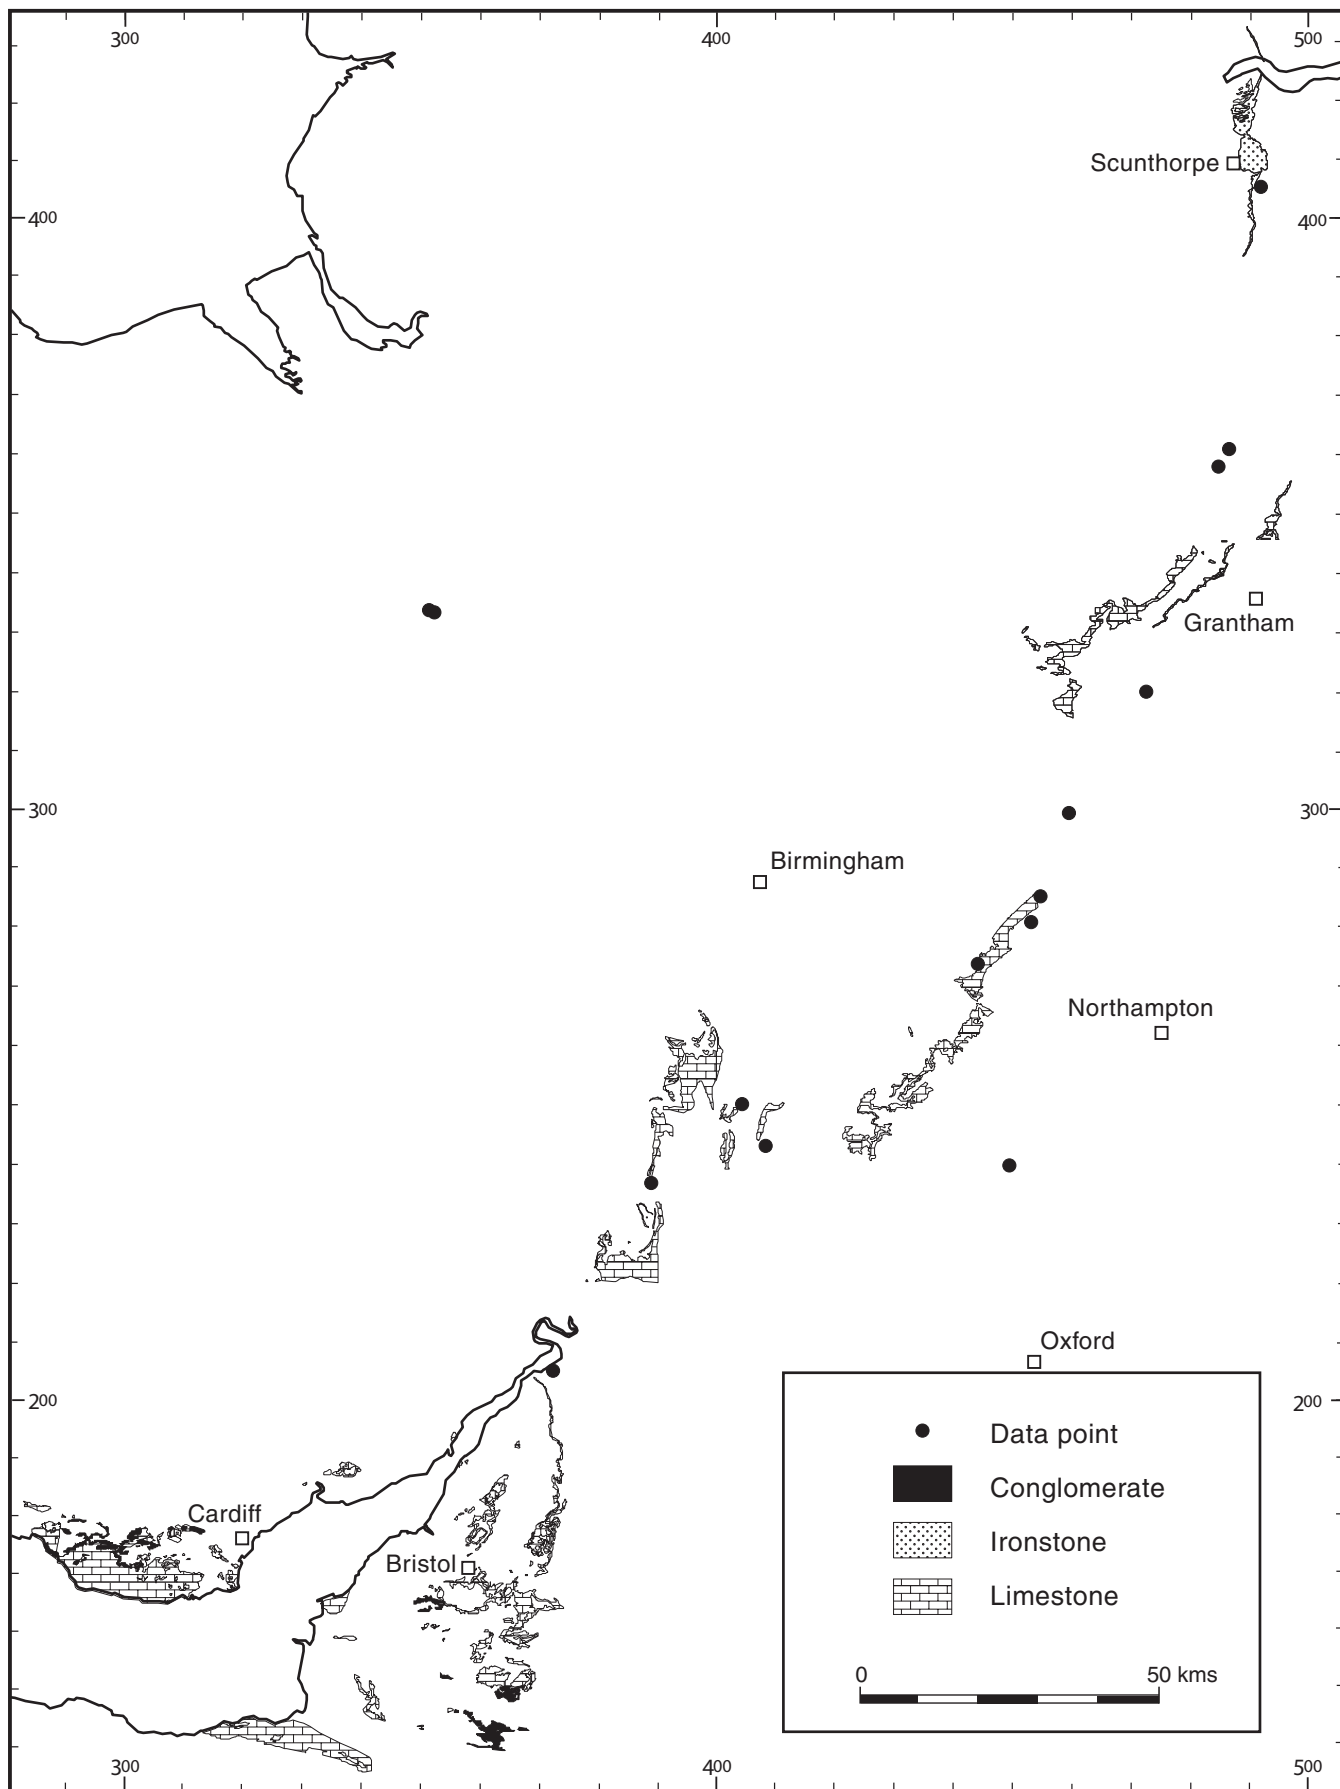 300
400
500
Scunthorpe
400
400
Grantham
300
300
Birmingham
Northampton
Oxford
200
200
Data point
Conglomerate
Cardiff
Ironstone
Bristol
Limestone
0
50 kms
300
400
500